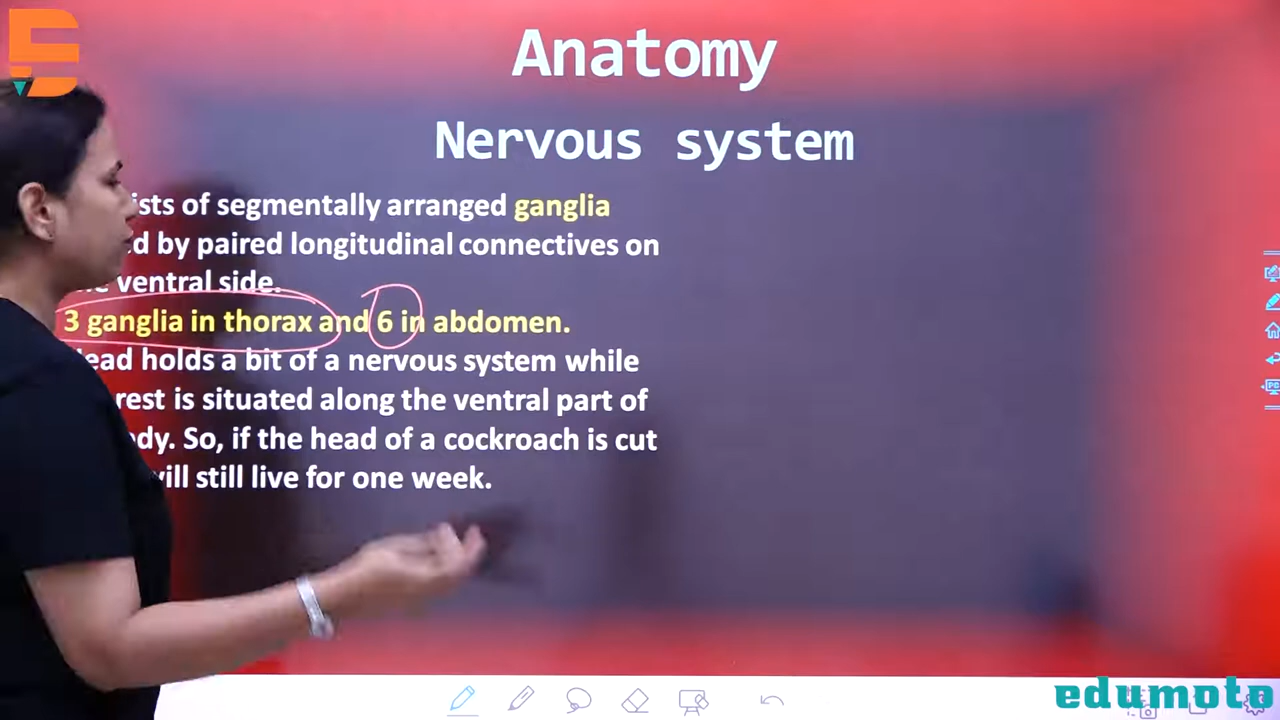 Anatomy
Nervous system
ists of segmentally arranged ganglia
d by paired longitudinal connectives on
ventral side.
3 ganglia in thorax and 6 in abdomen.
ead holds a bit of a nervous system while
rest is situated along the ventral part of
dy. So, if the head of a cockroach is cut
will still live for one week.
edumoto